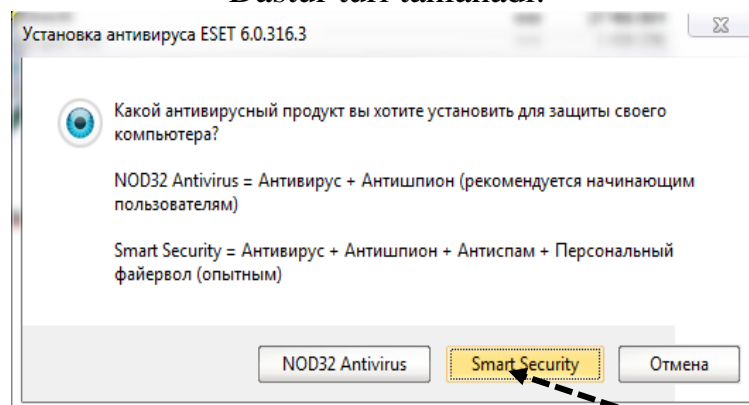 Установка антивируса ESET 6.0.316.3
Какой антивирусный продукт вы хотите установить для защиты своего
компьютера?
NOD32 Antivirus = Антивирус + Антишпион (рекомендуется начинающим
пользователям)
Smart Security = Антивирус + Антишпион + Антиспам + Персональный
файервол (опытным)
NOD32 Antivirus Smart Security Отмена